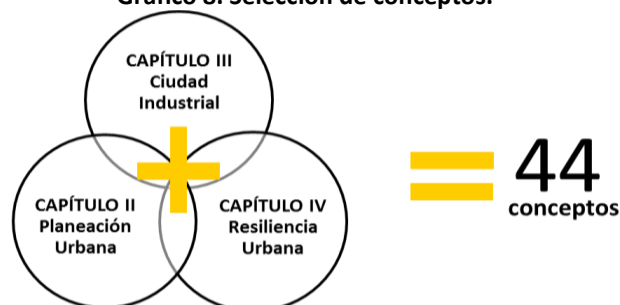 Gráfico 8. Selección de conceptos.
CAPÍTULO III
Ciudad
Industrial
CAPÍTULO II
Planeación
Urbana
CAPÍTULO IV
Resiliencia
Urbana
44
conceptos